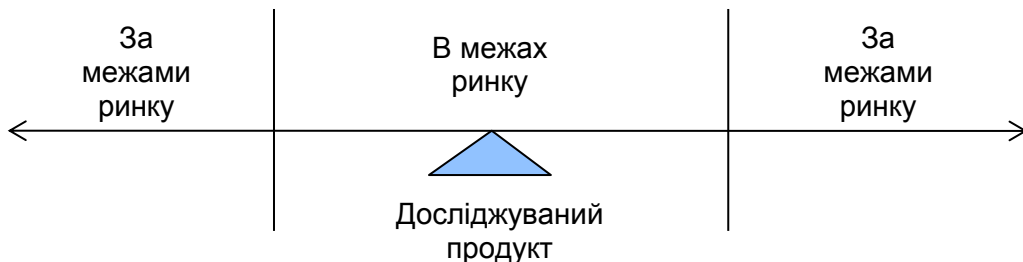 За
межами
ринку
В межах
ринку
За
межами
ринку
Досліджуваний
продукт